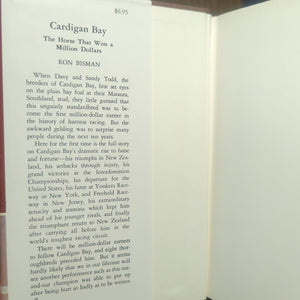 $6.95
Cardigan Bay
The Horse That Won a
Million Dollars
RON BISMAN
When Davy and Sandy Todd, the
breeders of Cardigan Bay, first set eyes
on the plain bay foal at their Mataura,
Southland, stud, they little guessed that
this ungainly standardbred was to be-
come the first million-dollar earner in
the history of harness racing. But the
awkward gelding was to surprise many
people during the next ten years.
Here for the first time is the full story
of Cardigan Bay's dramatic rise to fame
and fortune—his triumphs in New Zea-
land, his setbacks through injury, his
grand victories at the Interdominion
Championships, his departure for the
United States, his fame at Yonkers Race-
way in New York, and Freehold Race-
way in New Jersey, his extraordinary
tenacity and stamina which kept him
ahead of his younger rivals, and finally
the triumphant return to New Zealand
after carrying all before him in the
world's toughest racing circuit.
There will be million-dollar earners
to follow Cardigan Bay, and eight thor-
oughbreds preceded him. But it seems
hardly likely that we in our lifetime will
see another performance such as this
after being hurt so badly as to be written